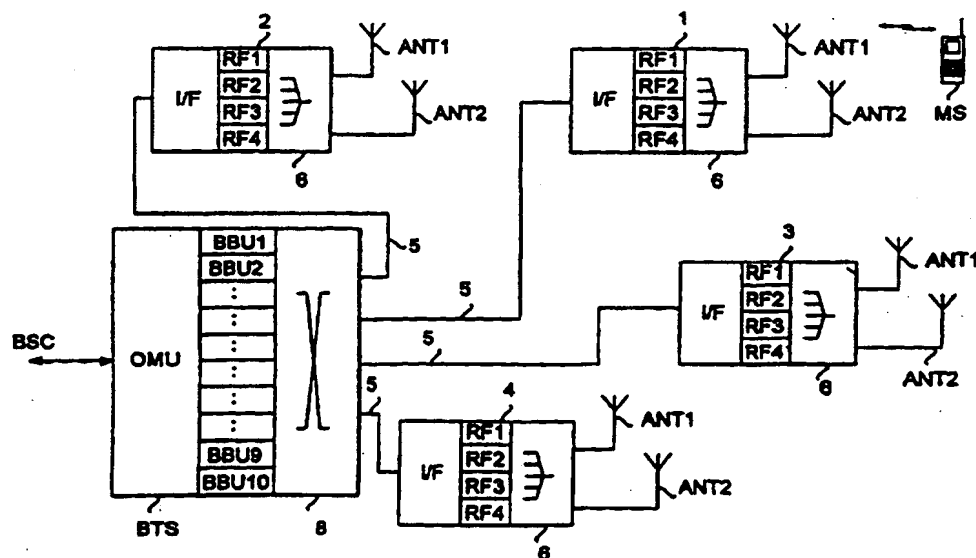 2
I/F
RF1
RF2
RF3
RF4
ANT1
ANT2
6
1
I/F
RF1
RF2
RF3
RF4
ANT1
ANT2
6
MS
5
BSC
OMU
BBU1
BBU2
BBU9
BBU10
BTS
8
5
5
5
3
I/F
RF1
RF2
RF3
RF4
ANT1
ANT2
6
4
I/F
RF1
RF2
RF3
RF4
ANT1
ANT2
6